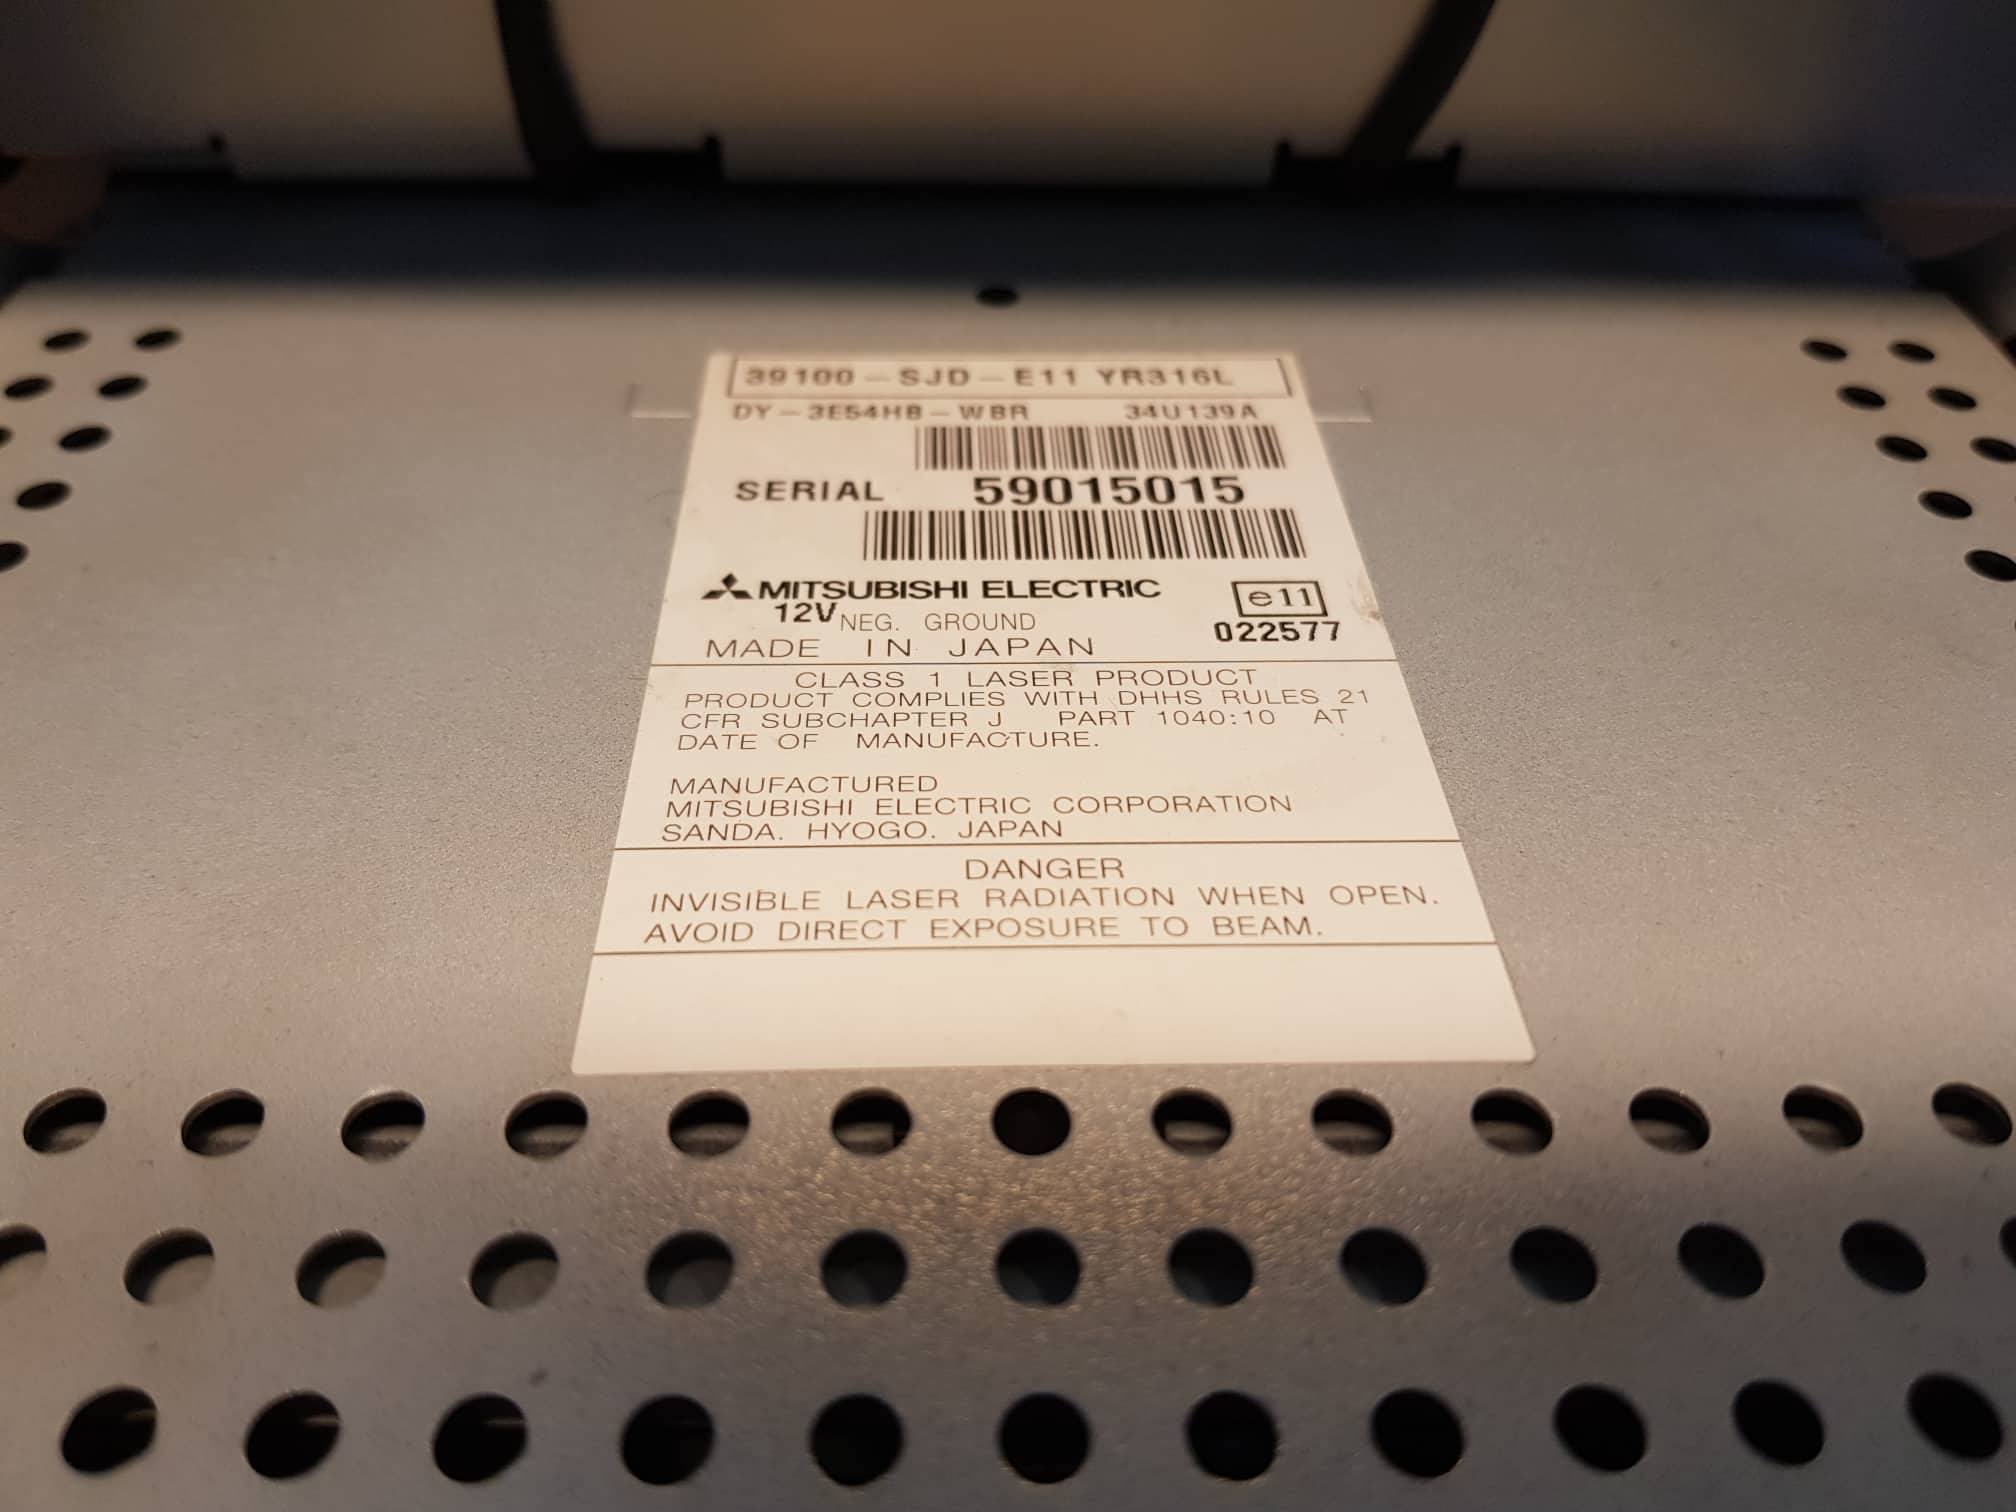 39100-SJD-E11 YR316L
DY-3E54H8-WBR 34U139A
SERIAL 59015015
MITSUBISHI ELECTRIC
12V NEG. GROUND
e11
022577
MADE IN JAPAN
CLASS 1 LASER PRODUCT
PRODUCT COMPLIES WITH DHHS RULES 21
CFR SUBCHAPTER J PART 1040:10 AT
DATE OF MANUFACTURE.
MANUFACTURED
MITSUBISHI ELECTRIC CORPORATION
SANDA. HYOGO. JAPAN
DANGER
INVISIBLE LASER RADIATION WHEN OPEN.
AVOID DIRECT EXPOSURE TO BEAM.